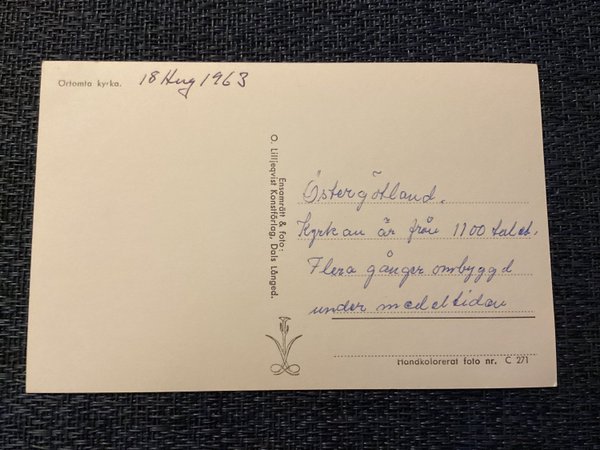 Örtomta kyrka. 18 Aug 1963
Ensamrätt & foto:
O. Lilljeqvist Konstförlag, Dals Långed.
Östergötland.
Kyrkan är från 1100 talet.
Flera gånger ombyggd
under medeltiden
Handkolorerat foto nr. C 271